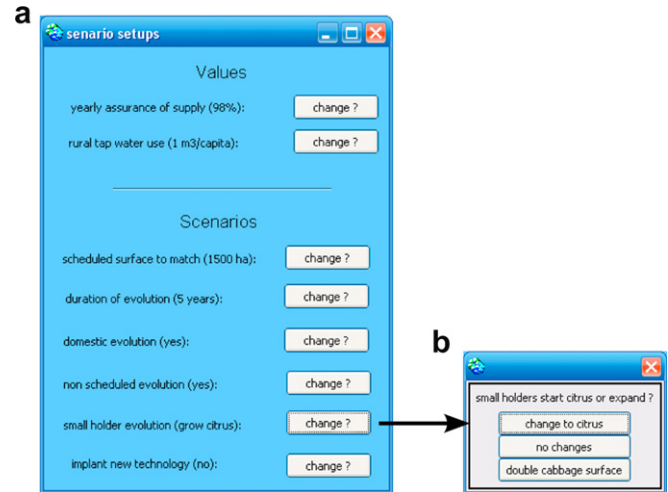 a
senario setups
Values
yearly assurance of supply (98%): change ?
rural tap water use (1 m3/capita): change ?
Scenarios
scheduled surface to match (1500 ha): change ?
duration of evolution (5 years): change ?
domestic evolution (yes): change ?
non scheduled evolution (yes): change ?
small holder evolution (grow citrus): change ?
implant new technology (no): change ?
b
small holders start citrus or expand ?
change to citrus
no changes
double cabbage surface